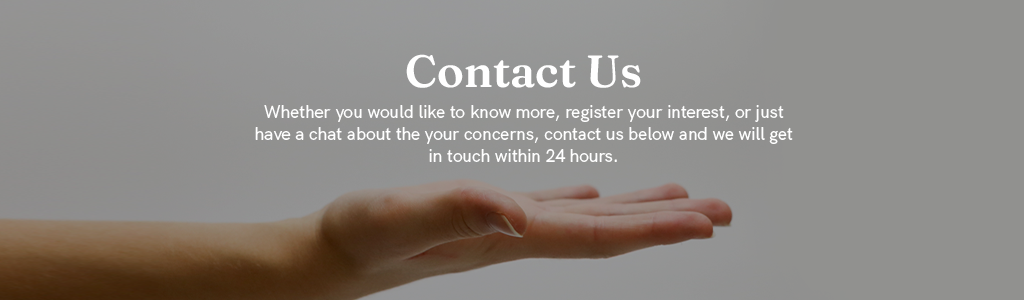 Contact Us
Whether you would like to know more, register your interest, or just
have a chat about the your concerns, contact us below and we will get
in touch within 24 hours.